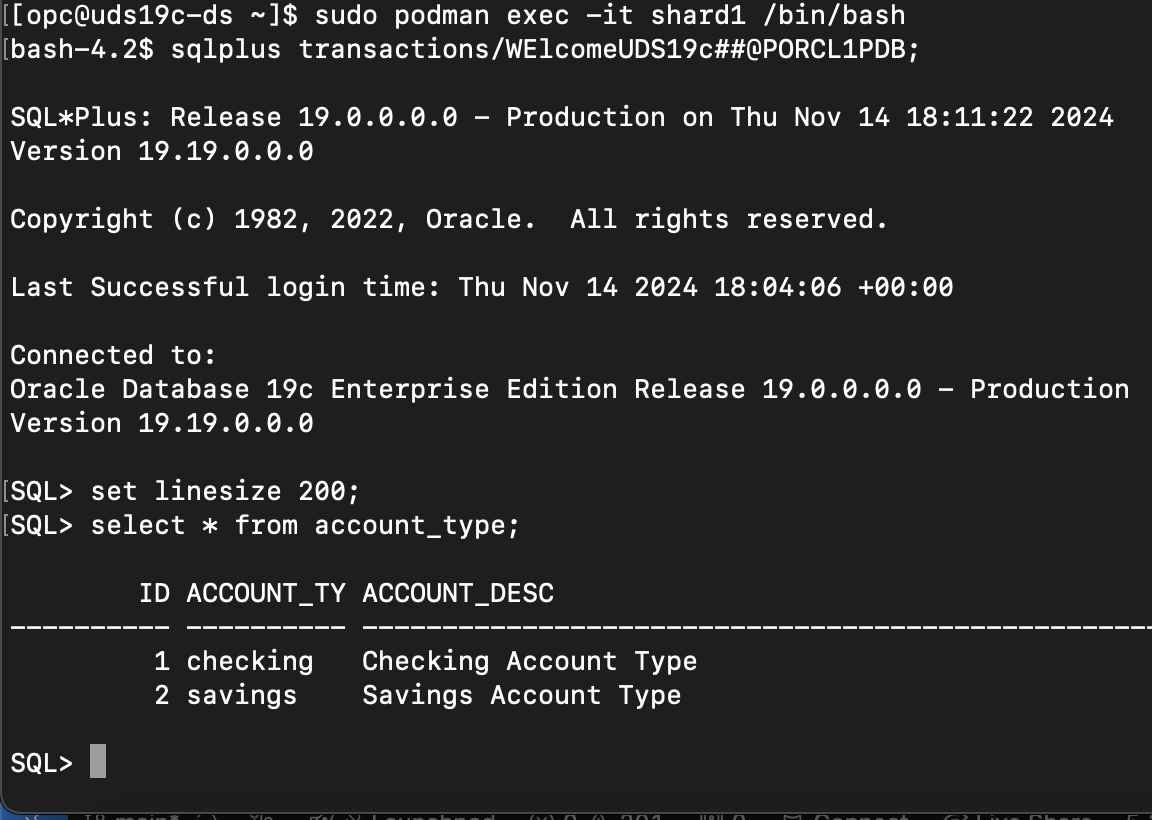 [[opc@uds19c-ds ~]$ sudo podman exec -it shard1 /bin/bash
[bash-4.2$ sqlplus transactions/WElcomeUDS19c##@PORCL1PDB;
SQL*Plus: Release 19.0.0.0.0 - Production on Thu Nov 14 18:11:22 2024
Version 19.19.0.0.0
Copyright (c) 1982, 2022, Oracle.  All rights reserved.
Last Successful login time: Thu Nov 14 2024 18:04:06 +00:00
Connected to:
Oracle Database 19c Enterprise Edition Release 19.0.0.0.0 - Production
Version 19.19.0.0.0
[SQL> set linesize 200;
[SQL> select * from account_type;
        ID ACCOUNT_TY ACCOUNT_DESC
---------- ---------- --------------------------------------------------
         1 checking   Checking Account Type
         2 savings    Savings Account Type
SQL>